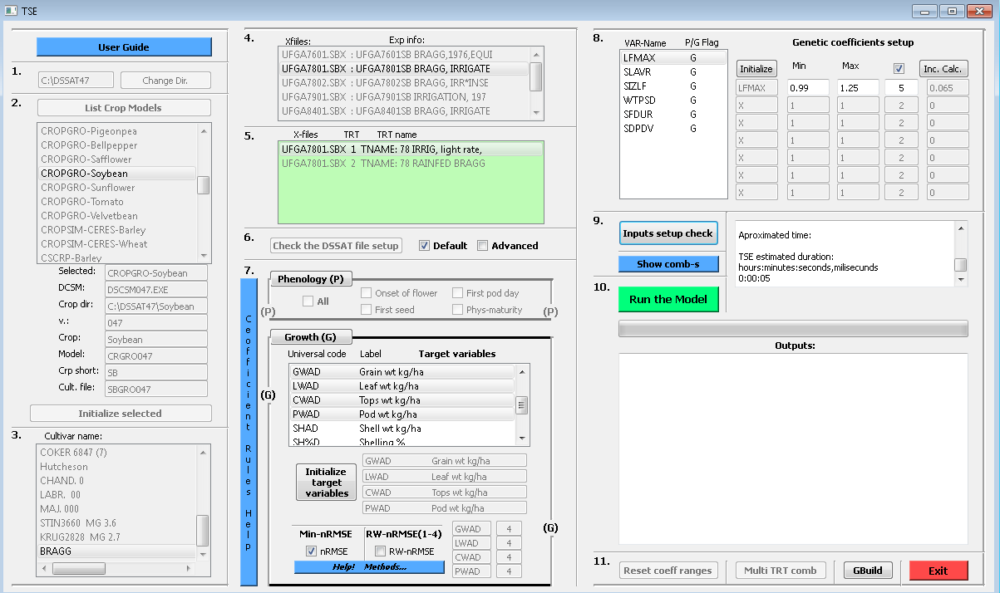 TSE
User Guide
1.
C:\DSSAT47
Change Dir.
2.
List Crop Models
CROPGRO-Pigeonpea
CROPGRO-Bellpepper
CROPGRO-Safflower
CROPGRO-Soybean
CROPGRO-Sunflower
CROPGRO-Tomato
CROPGRO-Velvetbean
CROPSIM-CERES-Barley
CROPSIM-CERES-Wheat
CSCRP-Barley
Selected: CROPGRO-Soybean
DCSM: DSCSM047.EXE
Crop dir: C:\DSSAT47\Soybean
v.: 047
Crop: Soybean
Model: CRGRO047
Crp short: SB
Cult. file: SBGRO047
Initialize selected
3.
Cultivar name:
COKER 6847 (7)
Hutcheson
CHAND. 0
LABR. 00
MAJ. 000
STIN3660 MG 3.6
KRUG2828 MG 2.7
BRAGG
4.
Xfiiles: Exp info:
UFGA7601.SBX : UFGA7601SB BRAGG,1976,EQUI
UFGA7801.SBX : UFGA7801SB BRAGG, IRRIGATE
UFGA7802.SBX : UFGA7802SB BRAGG, IRR*INSE
UFGA7901.SBX : UFGA7901SB IRRIGATION, 197
UFGA8401.SBX : UFGA8401SB BRAGG, IRRIGATE
5.
X-files TRT TRT name
UFGA7801.SBX 1 TNAME: 78 IRRIG, light rate,
UFGA7801.SBX 2 TNAME: 78 RAINFED BRAGG
6.
Check the DSSAT file setup
Default
Advanced
7.
Ceofficient Rules Help
Phenology (P)
All
Onset of flower
First pod day
First seed
Phys-maturity
(P)
(P)
Growth (G)
Universal code Label Target variables
GWAD Grain wt kg/ha
LWAD Leaf wt kg/ha
CWAD Tops wt kg/ha
PWAD Pod wt kg/ha
SHAD Shell wt kg/ha
SH%D Shelling %
(G)
Initialize
target
variables
GWAD Grain wt kg/ha
LWAD Leaf wt kg/ha
CWAD Tops wt kg/ha
PWAD Pod wt kg/ha
Min-nRMSE
nRMSE
RW-nRMSE(1-4)
RW-nRMSE
Help! Methods...
GWAD 4
LWAD 4
CWAD 4
PWAD 4
(G)
8.
VAR-Name P/G Flag
LFMAX G
SLAVR G
SIZLF G
WTPSD G
SFDUR G
SDPDV G
Genetic coefficients setup
Initialize Min Max Inc. Calc.
LFMAX 0.99 1.25 5 0.065
X 1 1 2 0
X 1 1 2 0
X 1 1 2 0
X 1 1 2 0
X 1 1 2 0
X 1 1 2 0
9.
Inputs setup check
Show comb-s
Aproximated time:
TSE estimated duration:
hours:minutes:seconds,miliseconds
0:00:05
10.
Run the Model
Outputs:
11.
Reset coeff ranges
Multi TRT comb
GBuild
Exit